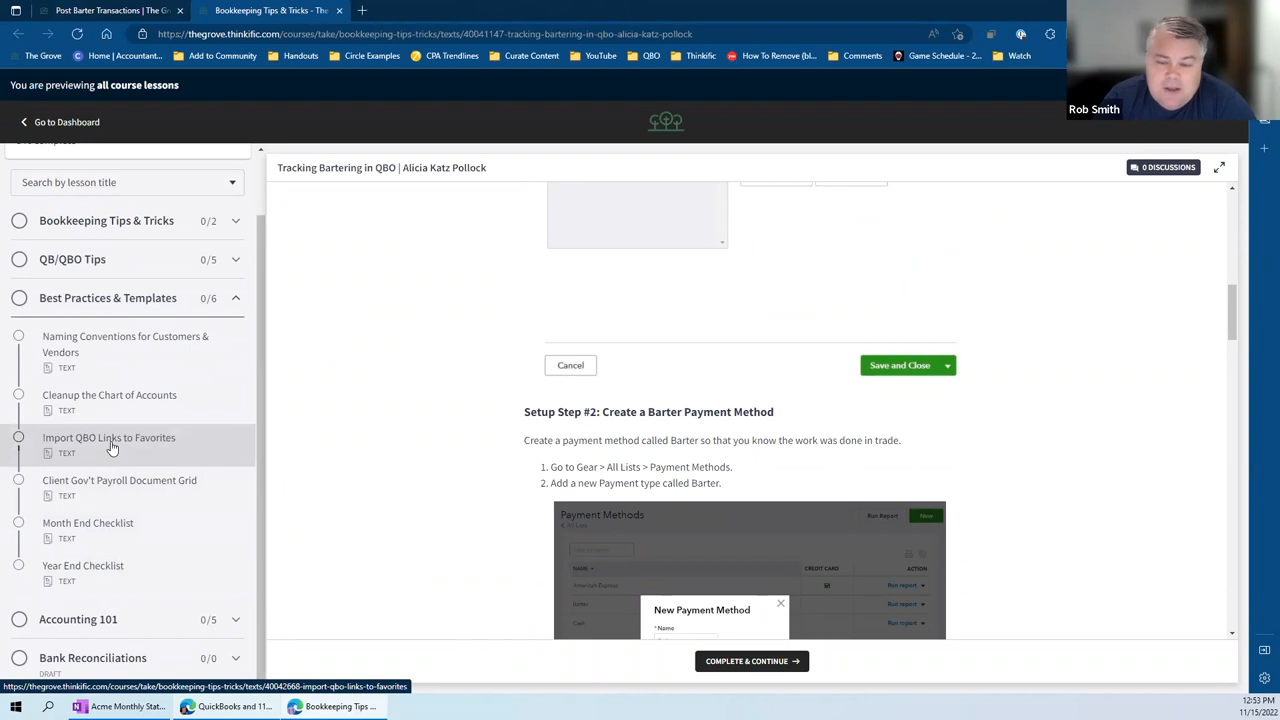 Post Barter Transactions | The Gro
Bookkeeping Tips & Tricks - The
https://thegrove.thinkific.com/courses/take/bookkeeping-tips-tricks/texts/40041147-tracking-bartering-in-qbo-alicia-katz-pollock
The Grove
Home | Accountant...
Add to Community
Handouts
Circle Examples
CPA Trendlines
Curate Content
YouTube
QBO
Thinkific
How To Remove (bl...
Comments
Game Schedule - 2...
Watch
Rob Smith
You are previewing all course lessons
Go to Dashboard
Search by lesson title
Bookkeeping Tips & Tricks 0/2
QB/QBO Tips 0/5
Best Practices & Templates 0/6
Naming Conventions for Customers &
Vendors
TEXT
Cleanup the Chart of Accounts
TEXT
Import QBO Links to Favorites
TEXT
Client Gov't Payroll Document Grid
TEXT
Month End Checklist
TEXT
Year End Checklist
TEXT
Accounting 101 0/5
Bank Reconciliations 0/0
DRAFT
Tracking Bartering in QBO | Alicia Katz Pollock
0 DISCUSSIONS
Cancel
Save and Close
Setup Step #2: Create a Barter Payment Method
Create a payment method called Barter so that you know the work was done in trade.
1. Go to Gear > All Lists > Payment Methods.
2. Add a new Payment type called Barter.
Payment Methods
All Lists
Run Report
New
NAME
CREDIT CARD
ACTION
American Express
Run report
Barter
Run report
Cash
Run report
New Payment Method
* Name
COMPLETE & CONTINUE
https://thegrove.thinkific.com/courses/take/bookkeeping-tips-tricks/texts/40042668-import-qbo-links-to-favorites
Acme Monthly Stat...
QuickBooks and 11...
Bookkeeping Tips ...
12:53 PM
11/15/2022